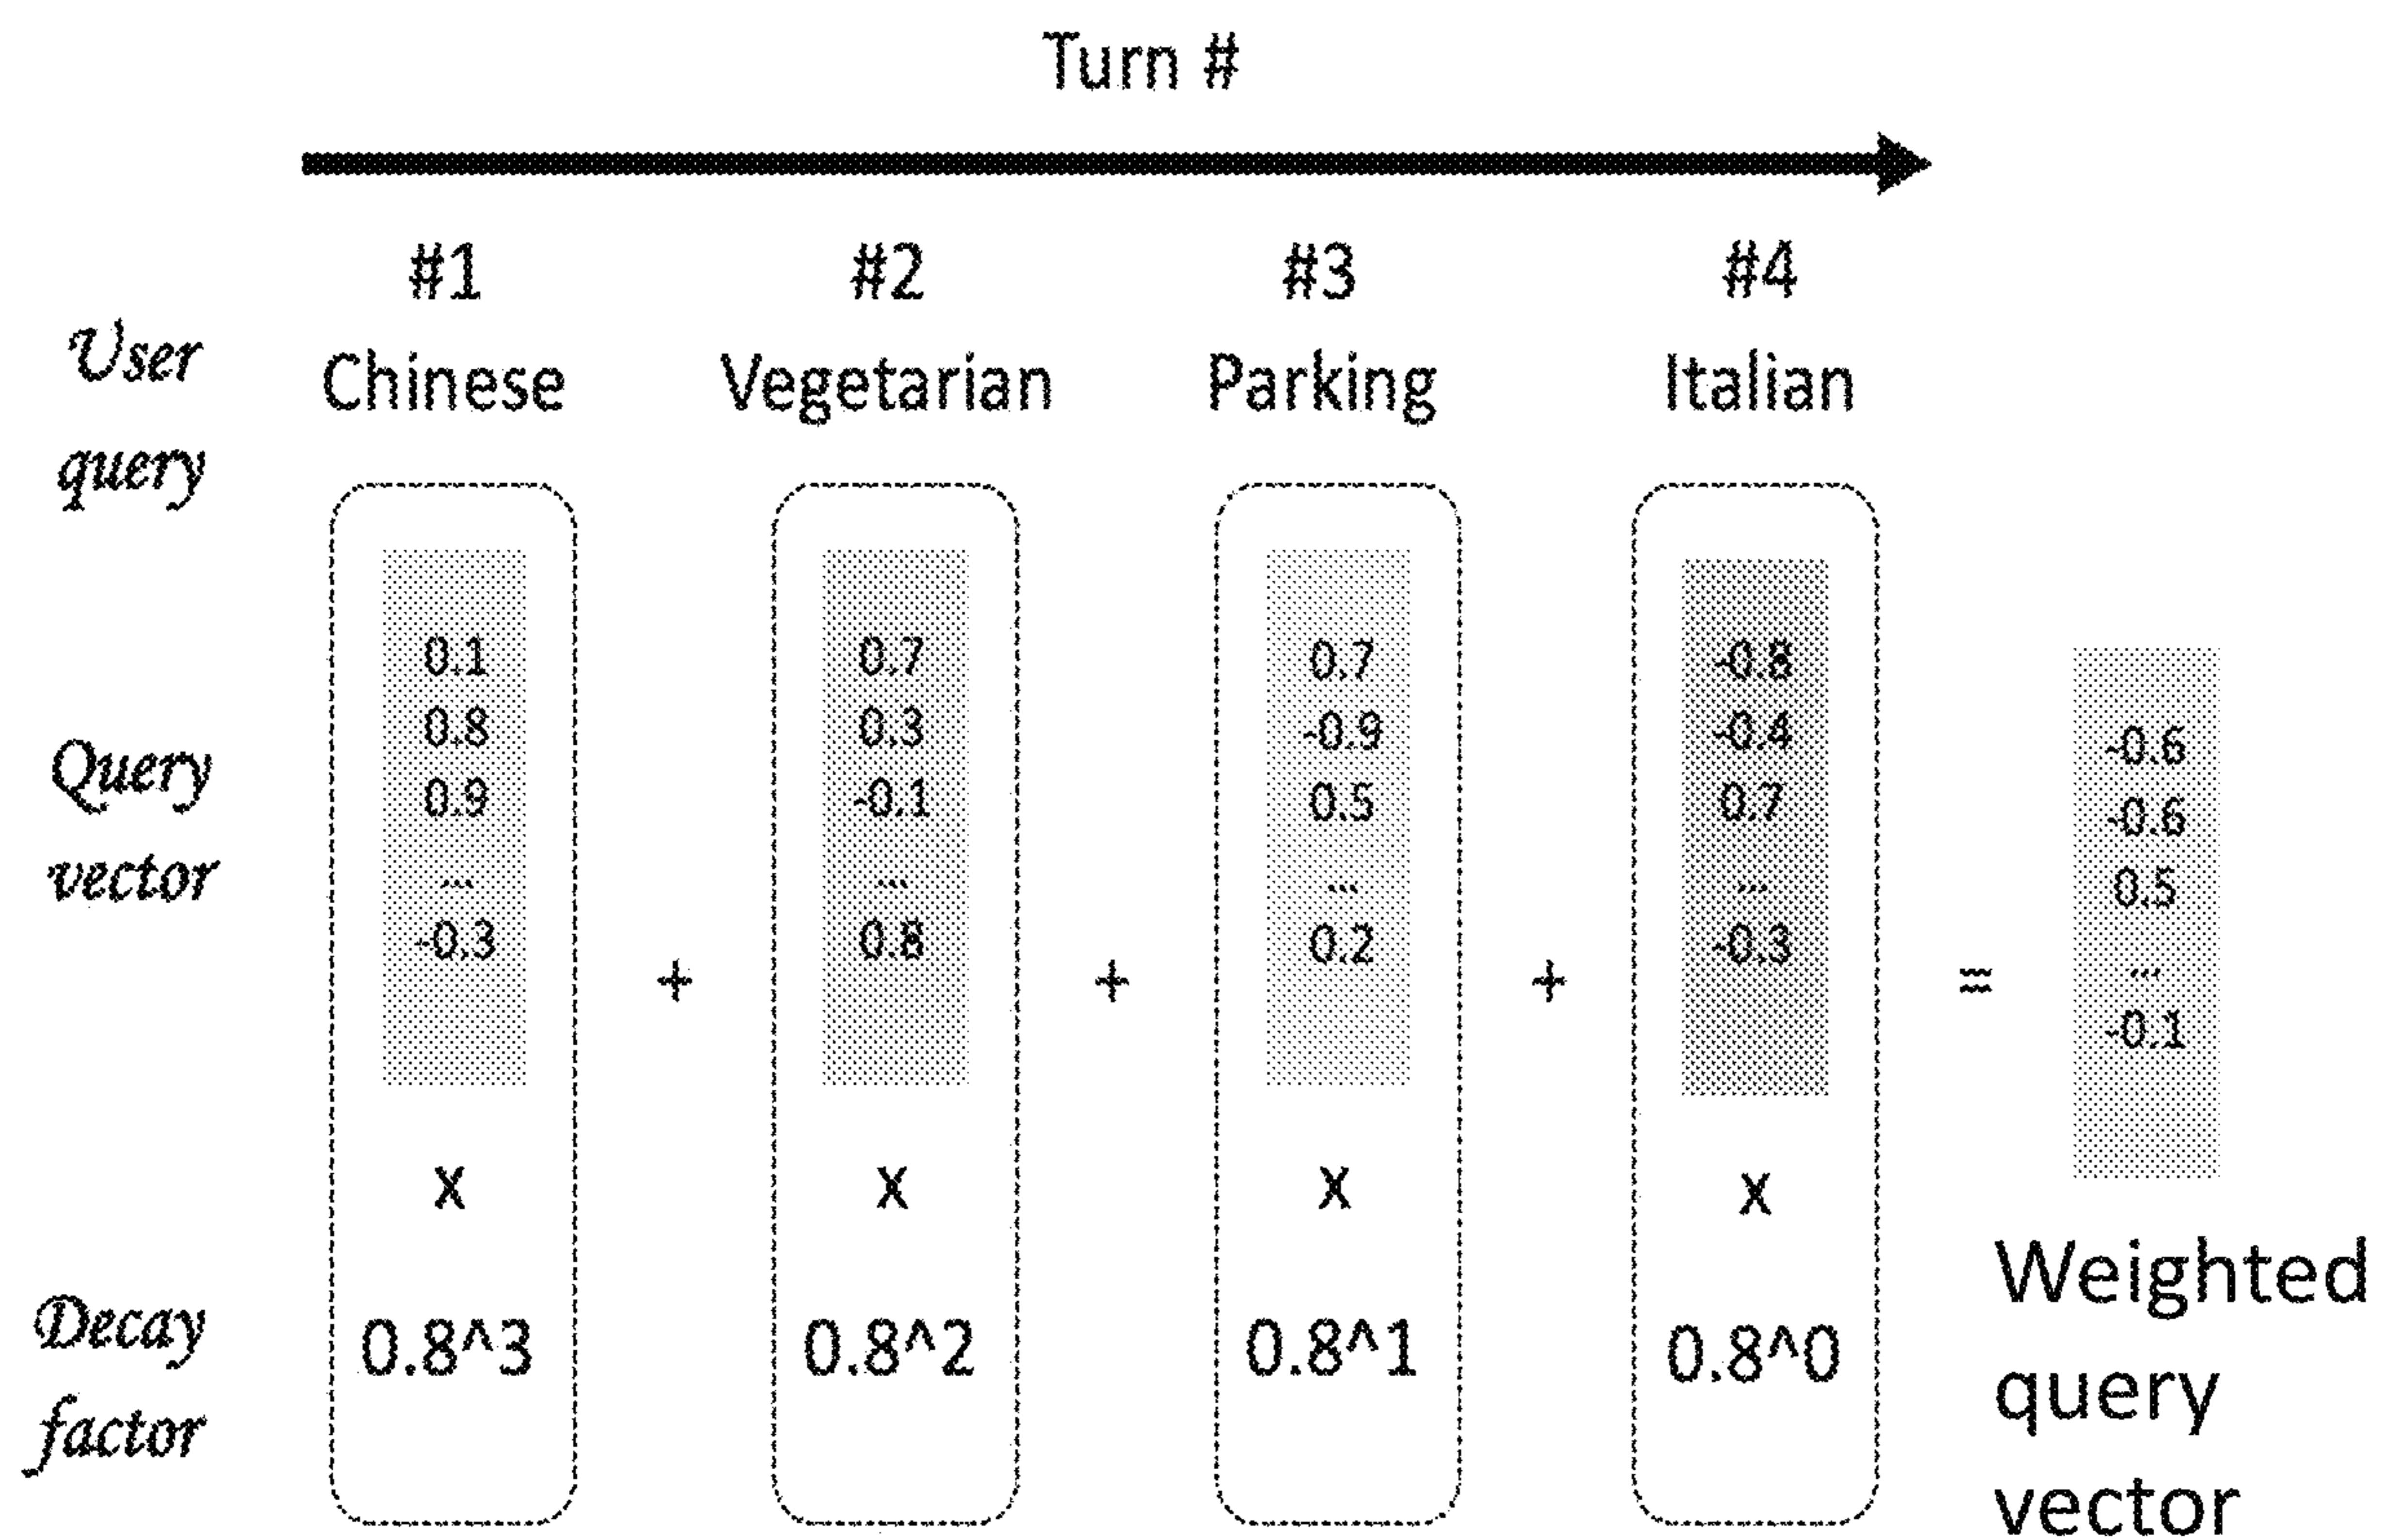 Turn #
#1 #2 #3 #4
User query
Chinese Vegetarian Parking Italian
Query vector
0.1 0.7 0.7 -0.8
0.8 0.3 -0.9 -0.4
0.9 -0.1 0.5 0.7
... ... ... ...
-0.3 0.8 0.2 -0.3
+ + + =
-0.6
-0.6
0.5
...
-0.1
x x x x
Decay factor
0.8^3 0.8^2 0.8^1 0.8^0
Weighted
query
vector